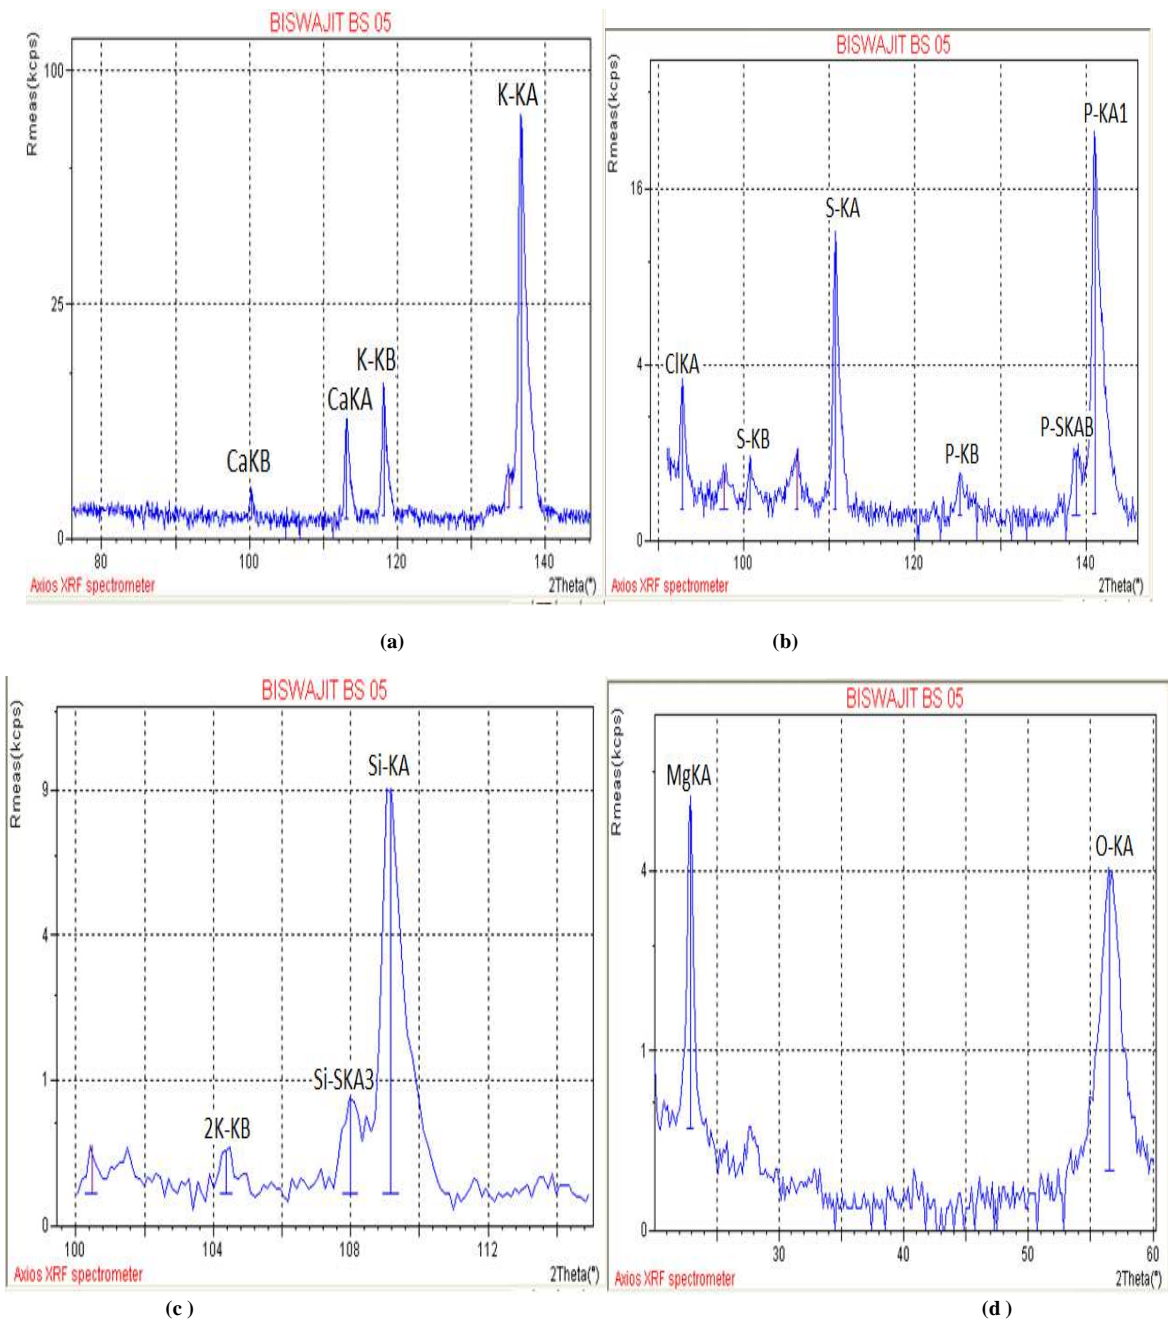 BISWAJIT BS 05
Rmeas(kcps)
100
25
0
K-KA
K-KB
CaKA
CaKB
80 100 120 140
Axios XRF spectrometer 2Theta(°)
(a)
BISWAJIT BS 05
Rmeas(kcps)
16
4
0
P-KA1
S-KA
ClKA
S-KB
P-KB
P-SKAB
100 120 140
Axios XRF spectrometer 2Theta(°)
(b)
BISWAJIT BS 05
Rmeas(kcps)
9
4
1
0
Si-KA
Si-SKA3
2K-KB
100 104 108 112
Axios XRF spectrometer 2Theta(°)
(c )
BISWAJIT BS 05
Rmeas(kcps)
4
1
0
MgKA
O-KA
30 40 50 60
Axios XRF spectrometer 2Theta(°)
(d )